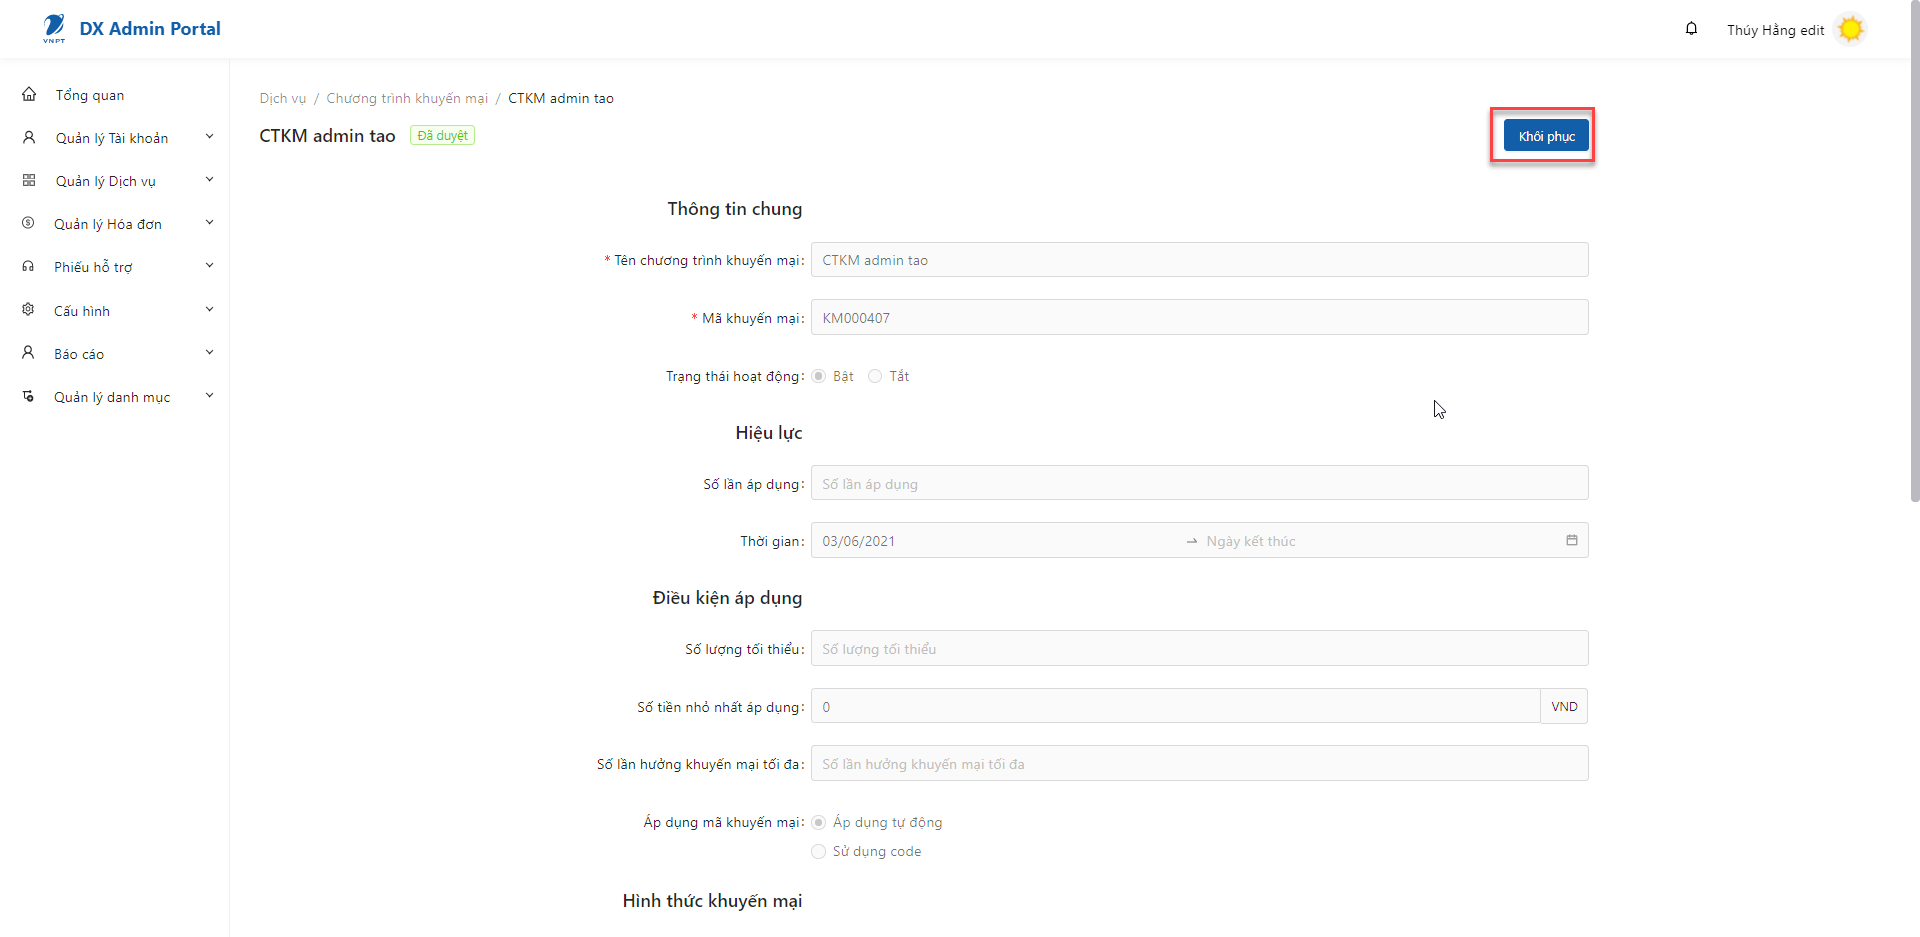 VNPT
DX Admin Portal
Thúy Hằng edit
Tổng quan
Quản lý Tài khoản
Quản lý Dịch vụ
Quản lý Hóa đơn
Phiếu hỗ trợ
Cấu hình
Báo cáo
Quản lý danh mục
Dịch vụ / Chương trình khuyến mại / CTKM admin tao
CTKM admin tao Đã duyệt
Khôi phục
Thông tin chung
* Tên chương trình khuyến mại: CTKM admin tao
* Mã khuyến mại: KM000407
Trạng thái hoạt động: Bật Tắt
Hiệu lực
Số lần áp dụng: Số lần áp dụng
Thời gian: 03/06/2021 → Ngày kết thúc
Điều kiện áp dụng
Số lượng tối thiểu: Số lượng tối thiểu
Số tiền nhỏ nhất áp dụng: 0 VND
Số lần hưởng khuyến mại tối đa: Số lần hưởng khuyến mại tối đa
Áp dụng mã khuyến mại: Áp dụng tự động
Sử dụng code
Hình thức khuyến mại